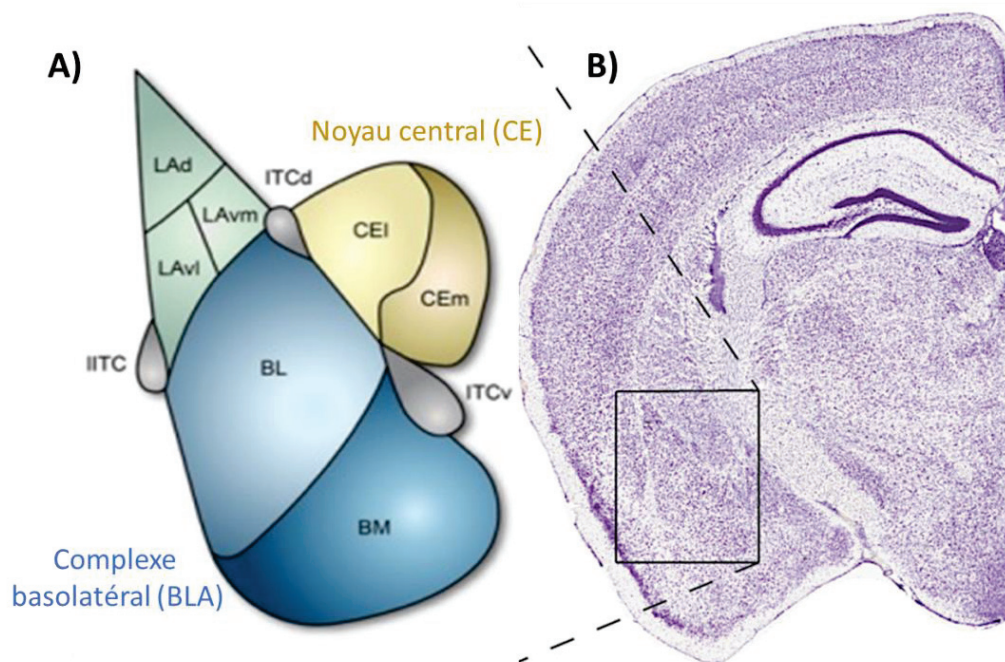 A)
B)
Noyau central (CE)
LAd
ITCd
LAvm
CEl
LAvl
CEm
lITC
BL
ITCv
BM
Complexe
basolatéral (BLA)